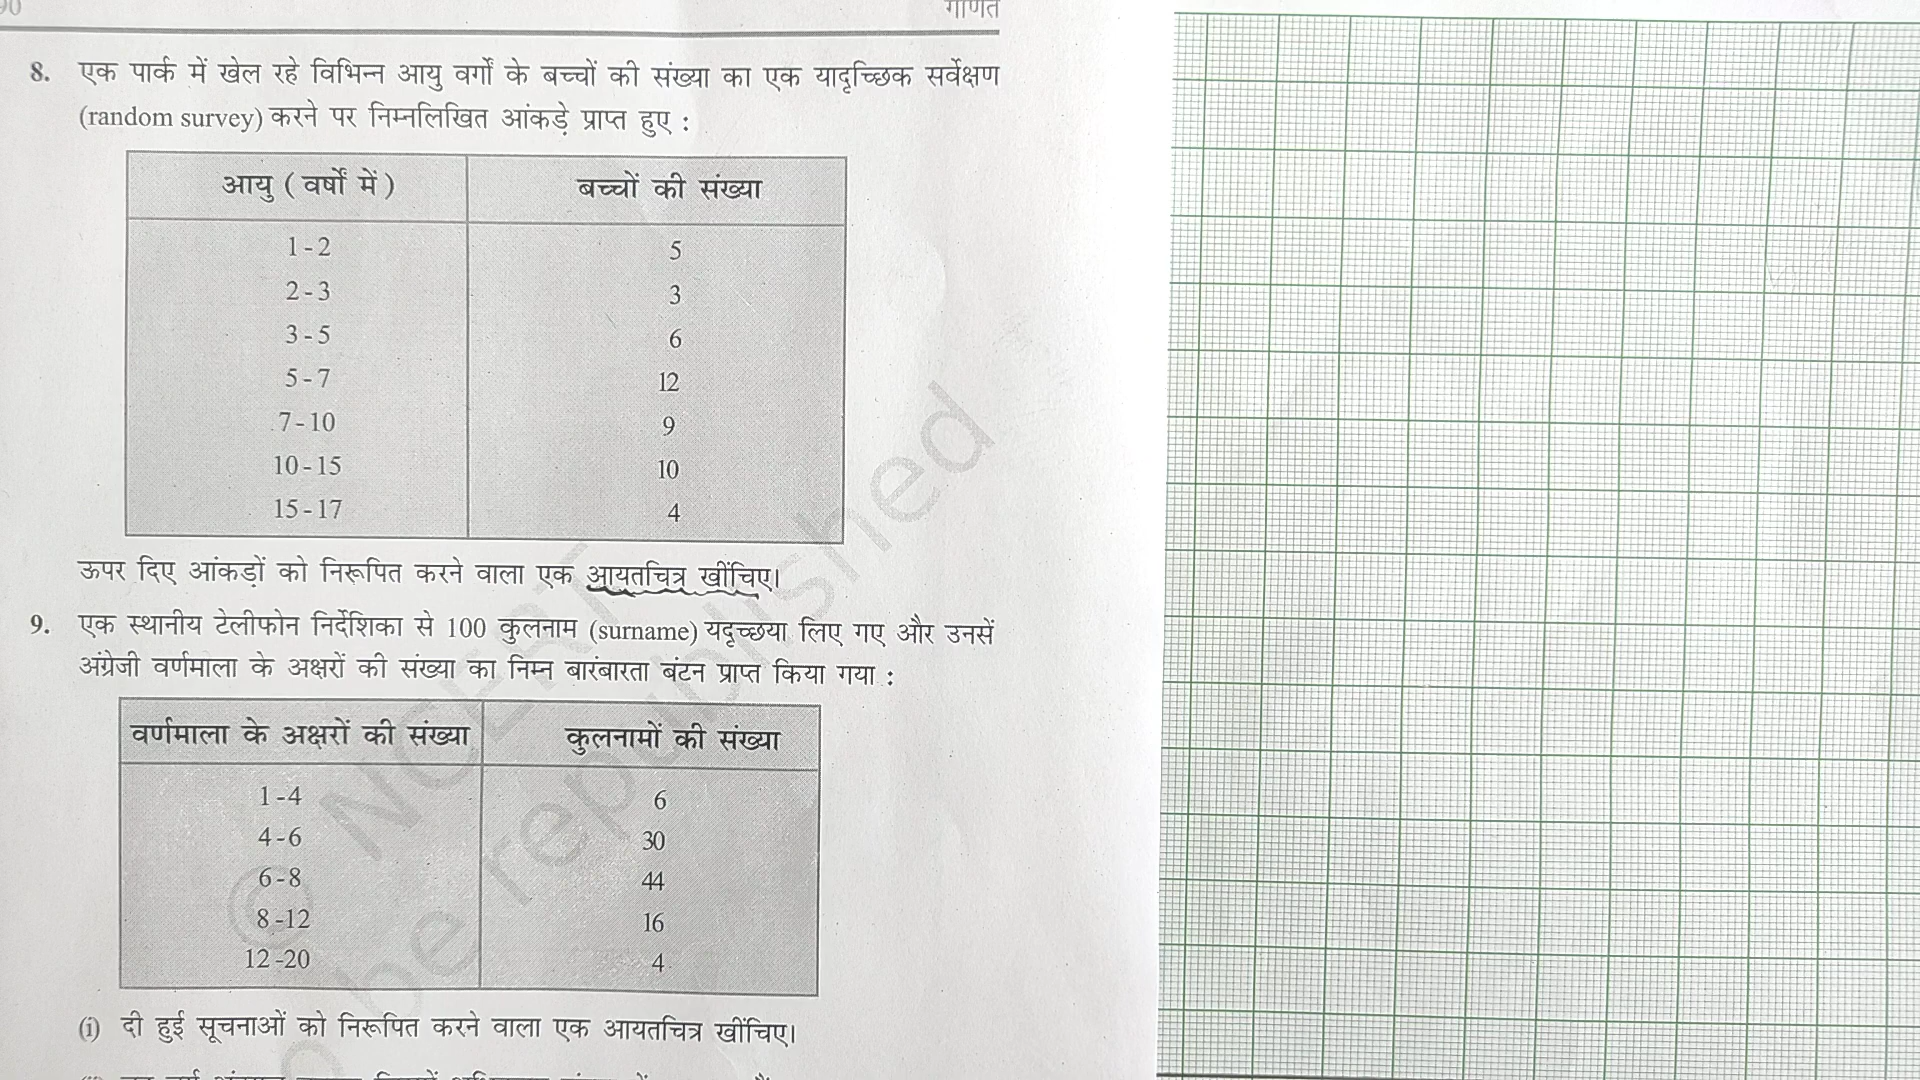 90
गणित
8. एक पार्क में खेल रहे विभिन्न आयु वर्गों के बच्चों की संख्या का एक यादृच्छिक सर्वेक्षण
(random survey) करने पर निम्नलिखित आंकड़े प्राप्त हुए :
आयु ( वर्षों में ) बच्चों की संख्या
1 - 2 5
2 - 3 3
3 - 5 6
5 - 7 12
7 - 10 9
10 - 15 10
15 - 17 4
ऊपर दिए आंकड़ों को निरूपित करने वाला एक आयतचित्र खींचिए।
9. एक स्थानीय टेलीफोन निर्देशिका से 100 कुलनाम (surname) यदृच्छया लिए गए और उनसे
अंग्रेजी वर्णमाला के अक्षरों की संख्या का निम्न बारंबारता बंटन प्राप्त किया गया :
वर्णमाला के अक्षरों की संख्या कुलनामों की संख्या
1 - 4 6
4 - 6 30
6 - 8 44
8 - 12 16
12 - 20 4
(i) दी हुई सूचनाओं को निरूपित करने वाला एक आयतचित्र खींचिए।
© NCERT
be republished